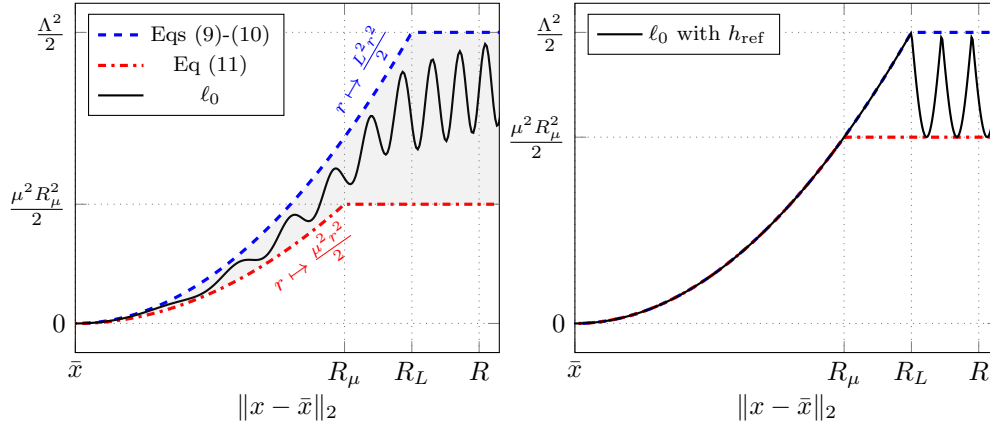 Λ²/2
Eqs (9)-(10)
Eq (11)
ℓ₀
r ↦ L²r²/2
μ²R_μ²/2
r ↦ μ²r²/2
0
x̄ R_μ R_L R
‖x − x̄‖₂
Λ²/2
ℓ₀ with h_ref
μ²R_μ²/2
0
x̄ R_μ R_L R
‖x − x̄‖₂